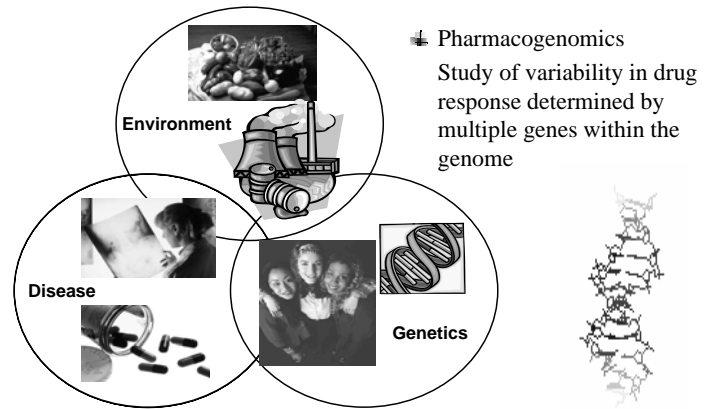 Environment
Disease
Genetics
Pharmacogenomics
Study of variability in drug
response determined by
multiple genes within the
genome